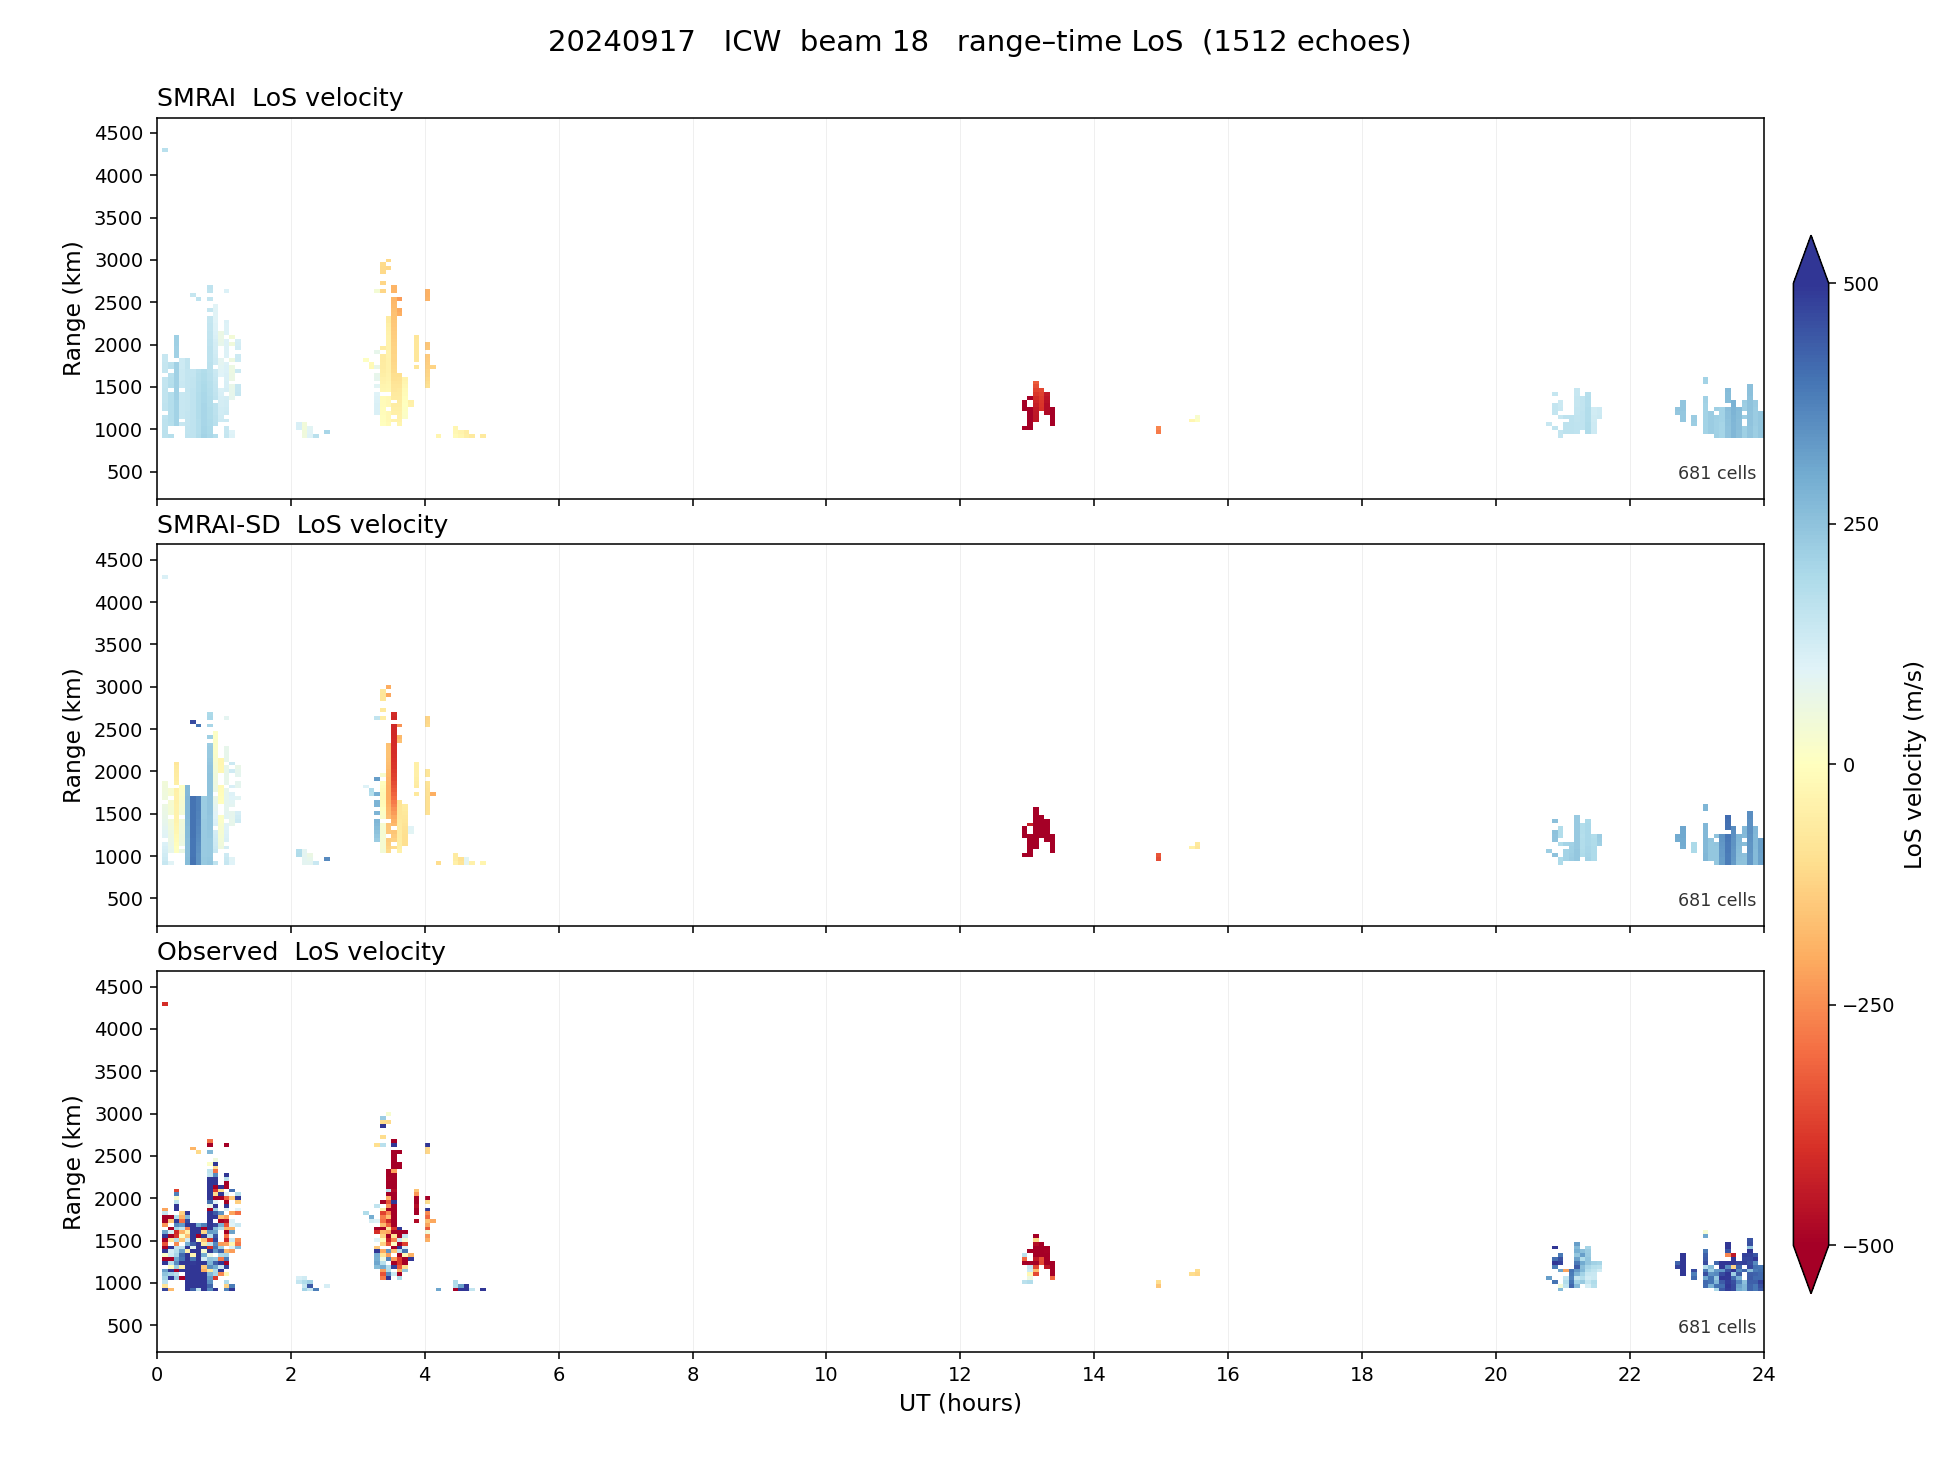 20240917   ICW  beam 18   range–time LoS  (1512 echoes)
SMRAI  LoS velocity
4500
4000
3500
3000
2500
2000
1500
1000
500
Range (km)
681 cells
SMRAI-SD  LoS velocity
4500
4000
3500
3000
2500
2000
1500
1000
500
Range (km)
681 cells
Observed  LoS velocity
4500
4000
3500
3000
2500
2000
1500
1000
500
Range (km)
681 cells
0 2 4 6 8 10 12 14 16 18 20 22 24
UT (hours)
500
250
0
−250
−500
LoS velocity (m/s)